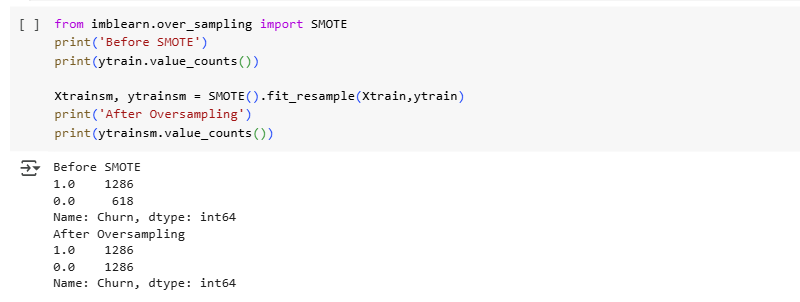 [ ] from imblearn.over_sampling import SMOTE
print('Before SMOTE')
print(ytrain.value_counts())
Xtrainsm, ytrainsm = SMOTE().fit_resample(Xtrain,ytrain)
print('After Oversampling')
print(ytrainsm.value_counts())
Before SMOTE
1.0    1286
0.0     618
Name: Churn, dtype: int64
After Oversampling
1.0    1286
0.0    1286
Name: Churn, dtype: int64